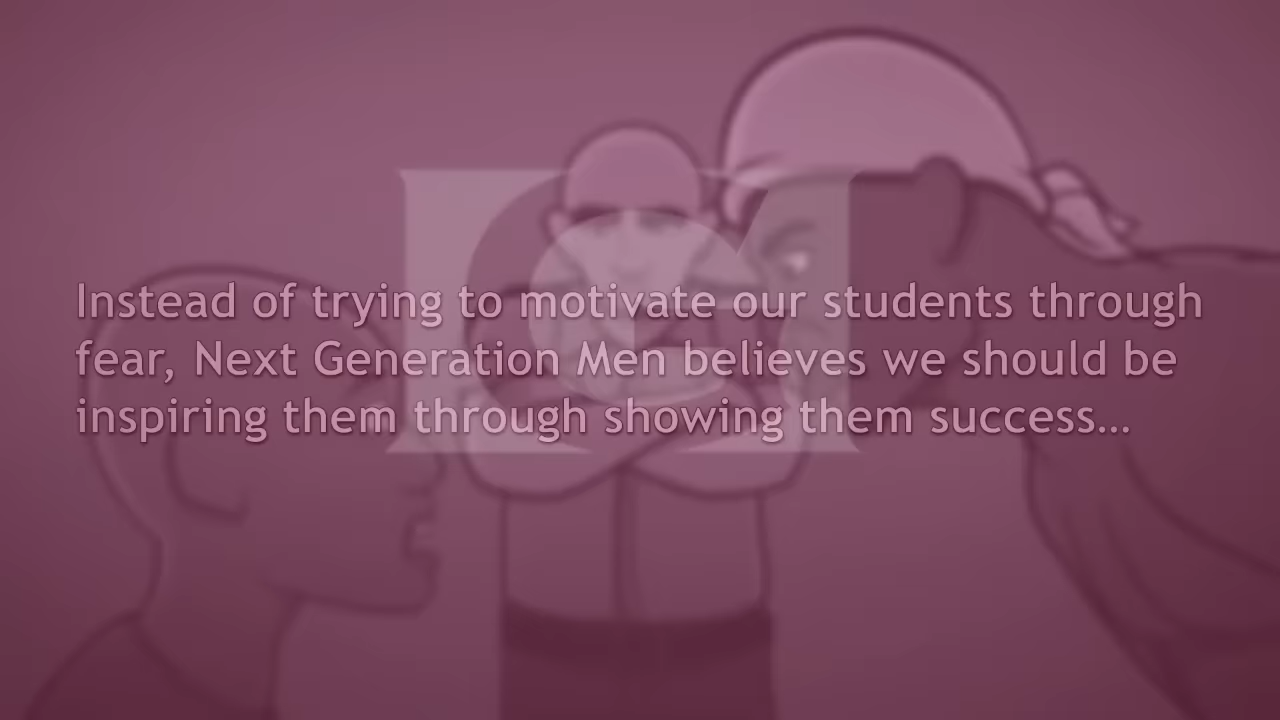 Instead of trying to motivate our students through
fear, Next Generation Men believes we should be
inspiring them through showing them success...